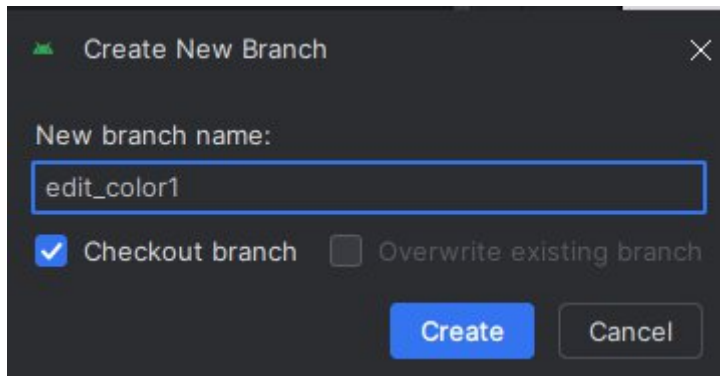 Create New Branch
New branch name:
edit_color1
Checkout branch Overwrite existing branch
Create Cancel